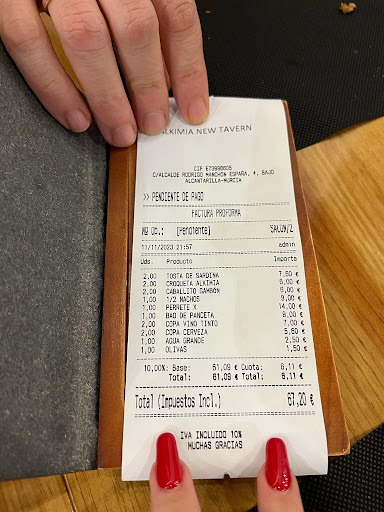 ALKIMIA NEW TAVERN
CIF E73990605
C/ALCALDE RODRIGO MANCHON ESPAÑA, 4, BAJO
ALCANTARILLA-MURCIA
>> PENDIENTE DE PAGO
FACTURA PROFORMA
Nº Op.: [Pendiente] SALON/2
11/11/2023 21:57 admin
Uds. Producto Importe
2,00 TOSTA DE SARDINA 7,60 €
2,00 CROQUETA ALKIMIA 6,00 €
2,00 CABALLITO GAMBÓN 6,00 €
1,00 1/2 NACHOS 9,00 €
1,00 PERRETE X 14,00 €
1,00 BAO DE PANCETA 8,00 €
2,00 COPA VINO TINTO 7,00 €
2,00 COPA CERVEZA 5,60 €
1,00 AGUA GRANDE 2,50 €
1,00 OLIVAS 1,50 €
10,00% Base: 61,09 € Cuota: 6,11 €
Total: 61,09 € Total: 6,11 €
Total (Impuestos Incl.) 67,20 €
IVA INCLUIDO 10%
MUCHAS GRACIAS